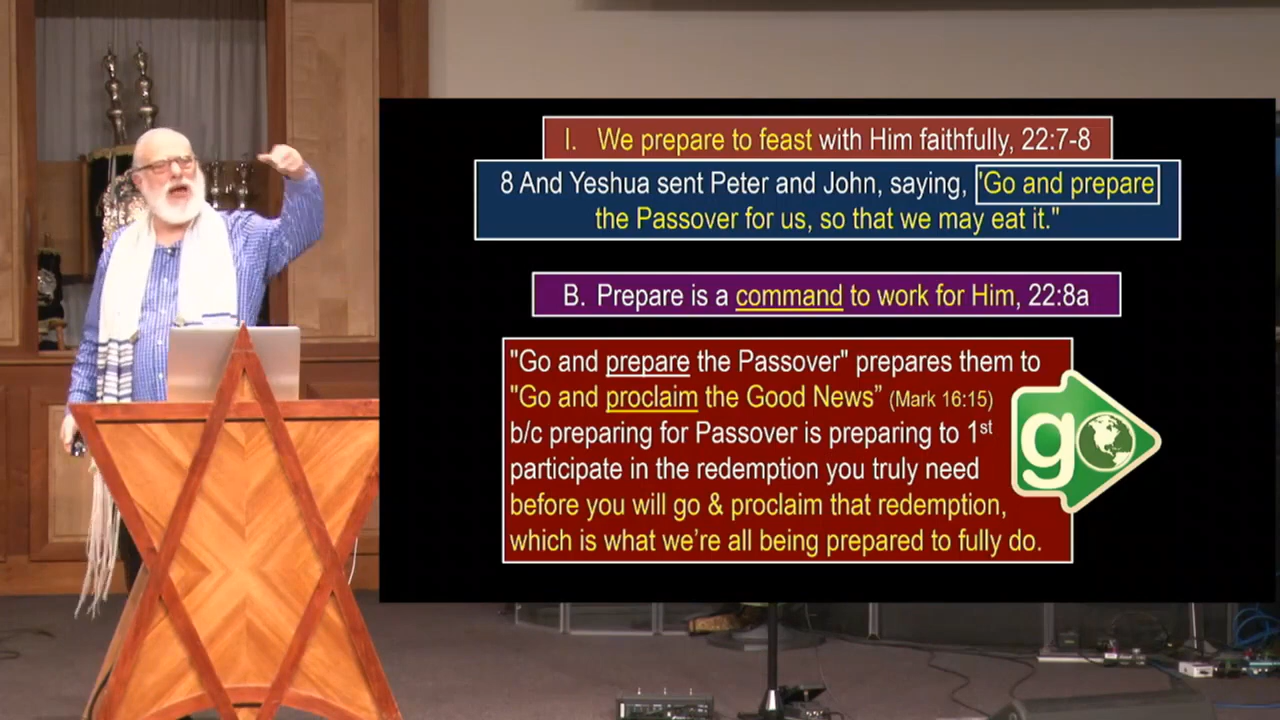 I. We prepare to feast with Him faithfully, 22:7-8
8 And Yeshua sent Peter and John, saying, "Go and prepare
the Passover for us, so that we may eat it."
B. Prepare is a command to work for Him, 22:8a
"Go and prepare the Passover" prepares them to
"Go and proclaim the Good News” (Mark 16:15)
b/c preparing for Passover is preparing to 1st
participate in the redemption you truly need
before you will go & proclaim that redemption,
which is what we’re all being prepared to fully do.
go